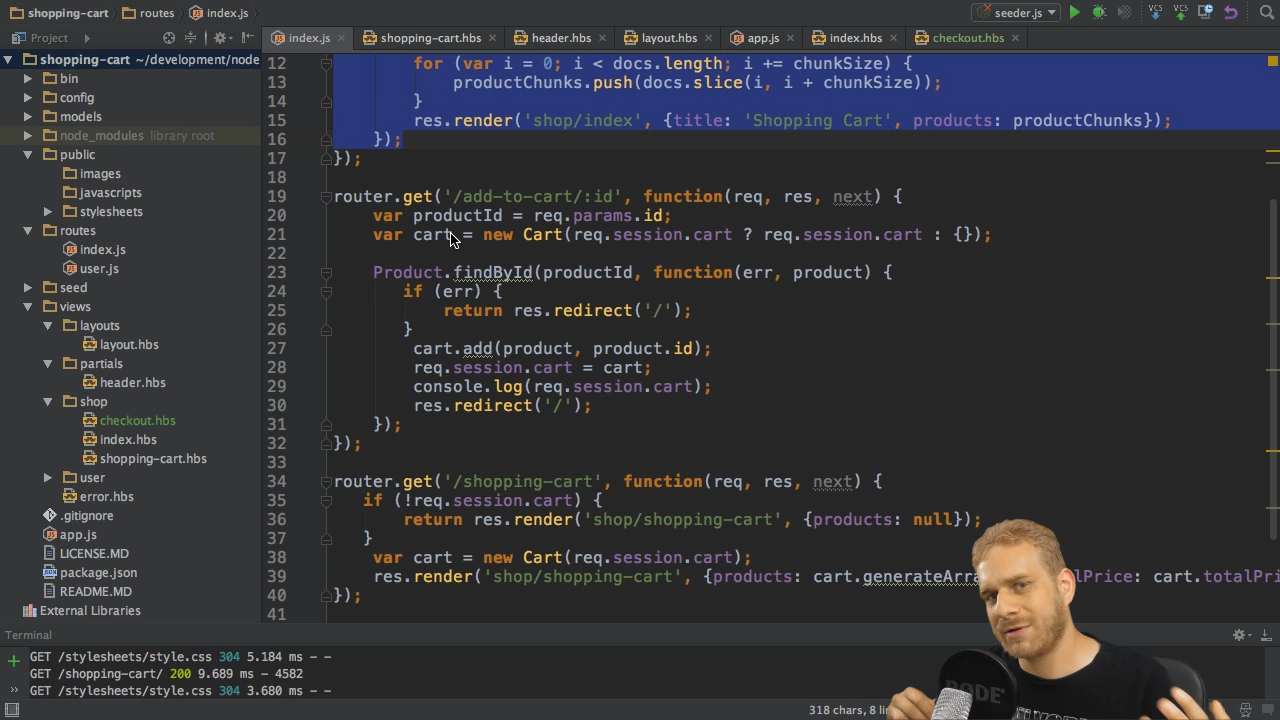 shopping-cart routes index.js seeder.js VCS VCS
Project
index.js shopping-cart.hbs header.hbs layout.hbs app.js index.hbs checkout.hbs
shopping-cart ~/development/node
bin
config
models
node_modules library root
public
images
javascripts
stylesheets
routes
index.js
user.js
seed
views
layouts
layout.hbs
partials
header.hbs
shop
checkout.hbs
index.hbs
shopping-cart.hbs
user
error.hbs
.gitignore
app.js
LICENSE.MD
package.json
README.MD
External Libraries
12 for (var i = 0; i < docs.length; i += chunkSize) {
13 productChunks.push(docs.slice(i, i + chunkSize));
14 }
15 res.render('shop/index', {title: 'Shopping Cart', products: productChunks});
16 });
17 });
18
19 router.get('/add-to-cart/:id', function(req, res, next) {
20 var productId = req.params.id;
21 var cart = new Cart(req.session.cart ? req.session.cart : {});
22
23 Product.findById(productId, function(err, product) {
24 if (err) {
25 return res.redirect('/');
26 }
27 cart.add(product, product.id);
28 req.session.cart = cart;
29 console.log(req.session.cart);
30 res.redirect('/');
31 });
32 });
33
34 router.get('/shopping-cart', function(req, res, next) {
35 if (!req.session.cart) {
36 return res.render('shop/shopping-cart', {products: null});
37 }
38 var cart = new Cart(req.session.cart);
39 res.render('shop/shopping-cart', {products: cart.generateArra lPrice: cart.totalPri
40 });
41
Terminal
GET /stylesheets/style.css 304 5.184 ms - -
GET /shopping-cart/ 200 9.689 ms - 4582
GET /stylesheets/style.css 304 3.680 ms - -
318 chars, 8 lin
RODE